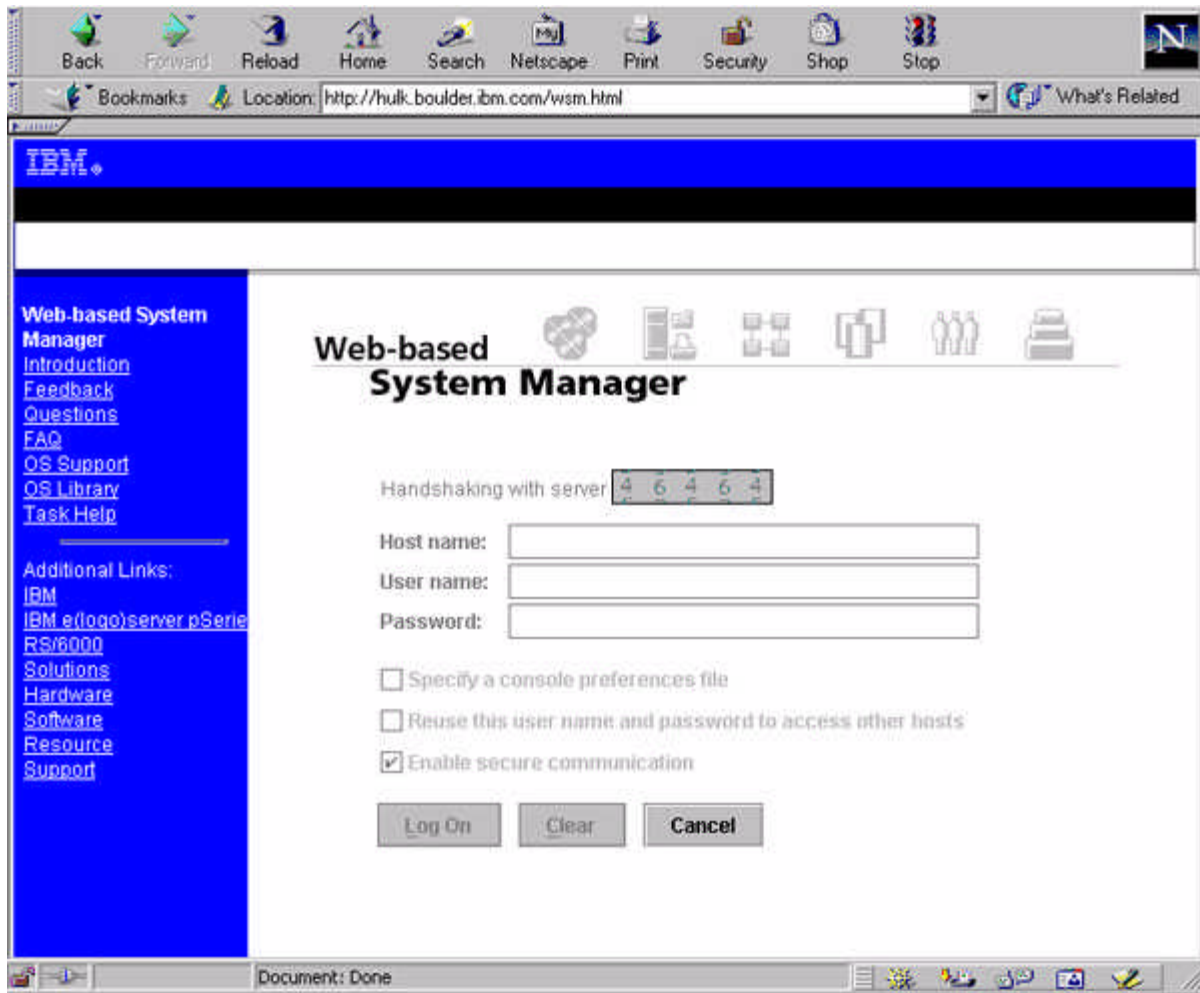 Back Forward Reload Home Search Netscape Print Security Shop Stop
My
N
Bookmarks Location: http://hulk.boulder.ibm.com/wsm.html What's Related
IBM
Web-based System
Manager
Introduction
Feedback
Questions
FAQ
OS Support
OS Library
Task Help
Additional Links:
IBM
IBM e(logo)server pSerie
RS/6000
Solutions
Hardware
Software
Resource
Support
Web-based
System Manager
Handshaking with server 4 6 4 6 4
Host name:
User name:
Password:
Specify a console preferences file
Reuse this user name and password to access other hosts
Enable secure communication
Log On Clear Cancel
Document: Done